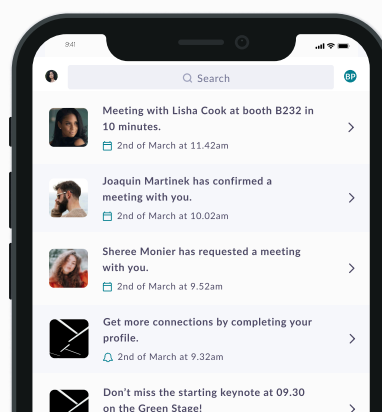 9:41
Search
BP
Meeting with Lisha Cook at booth B232 in
10 minutes.
2nd of March at 11.42am
Joaquin Martinek has confirmed a
meeting with you.
2nd of March at 10.02am
Sheree Monier has requested a meeting
with you.
2nd of March at 9.52am
Get more connections by completing your
profile.
2nd of March at 9.32am
Don't miss the starting keynote at 09.30
on the Green Stage!